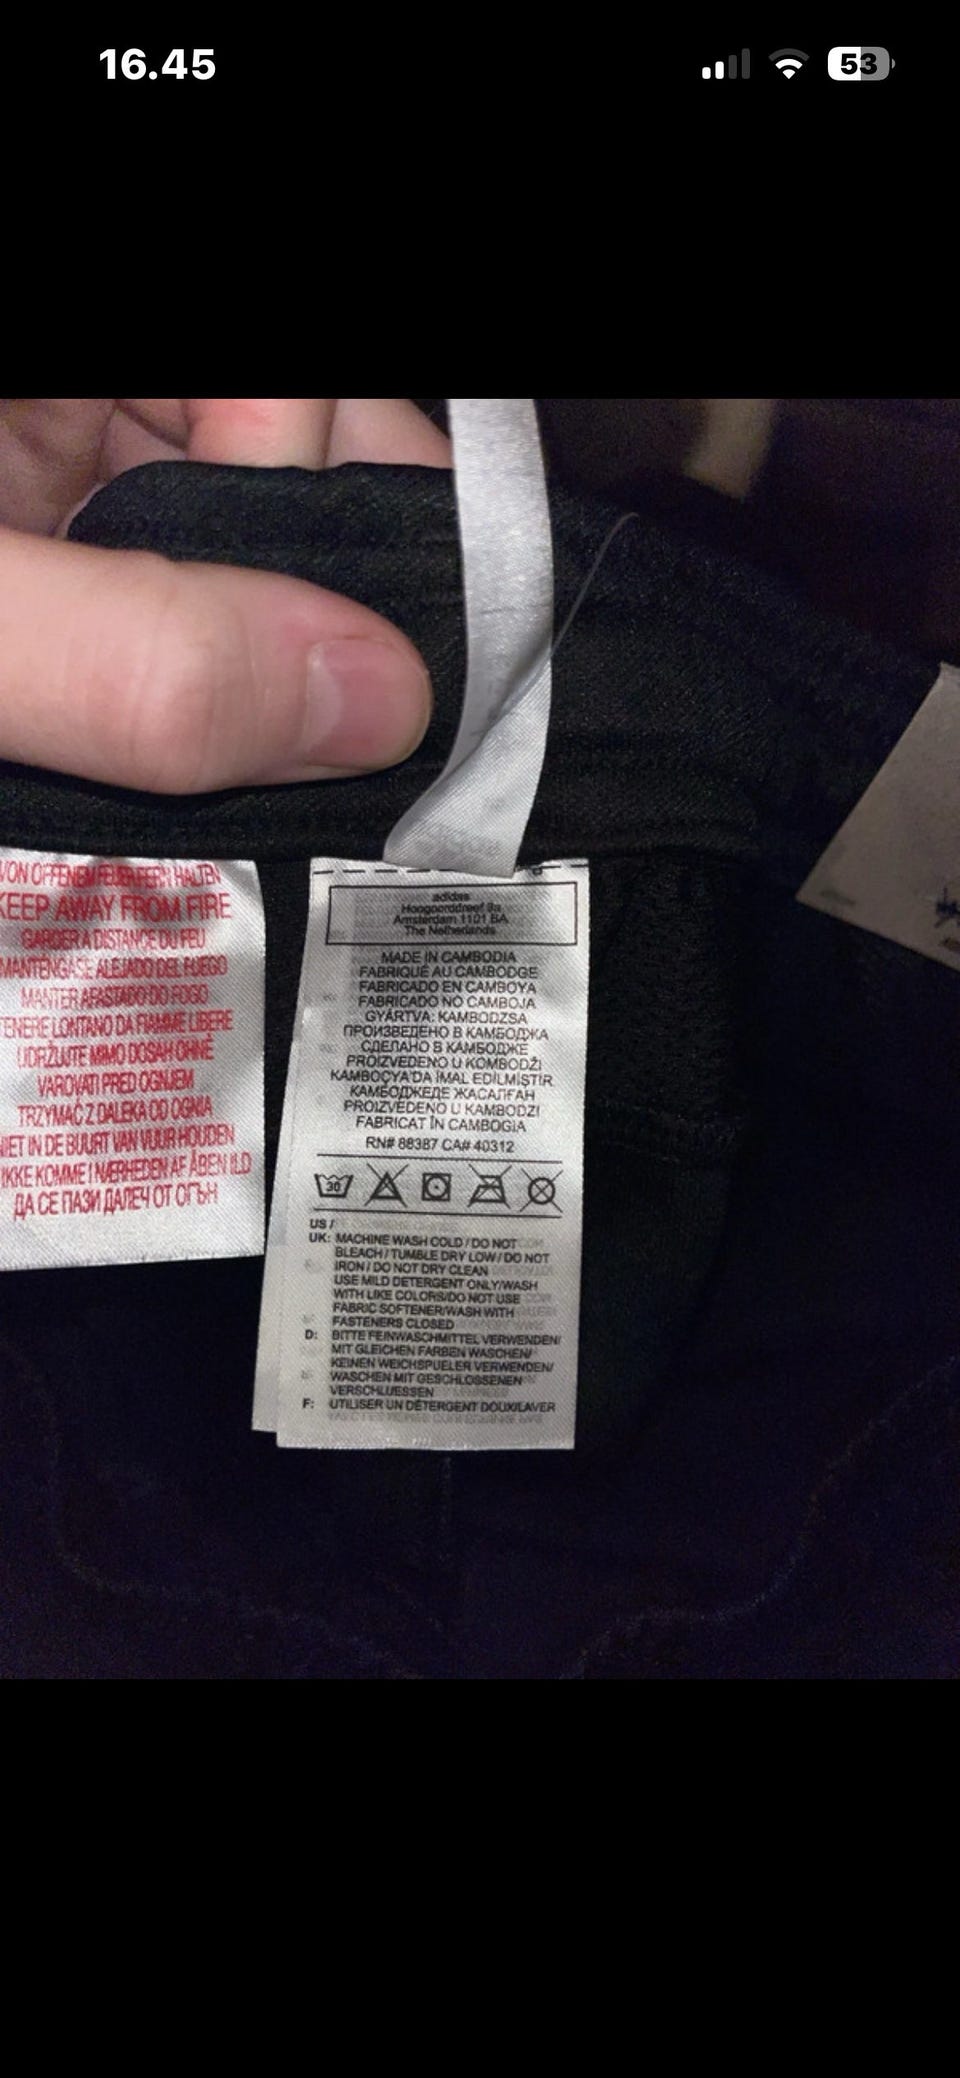 16.45
53
VON OFFENEM FEUER FERN HALTEN
KEEP AWAY FROM FIRE
GARDER A DISTANCE DU FEU
MANTENGASE ALEJADO DEL FUEGO
MANTER AFASTADO DO FOGO
TENERE LONTANO DA FIAMME LIBERE
UDRŽUJTE MIMO DOSAH OHNĚ
VAROVATI PRED OGNJEM
TRZYMAĆ Z DALEKA OD OGNIA
NIET IN DE BUURT VAN VUUR HOUDEN
IKKE KOMME I NÆRHEDEN AF ÅBEN ILD
ДА СЕ ПАЗИ ДАЛЕЧ ОТ ОГЪН
adidas
Hoogoorddreef 9a
Amsterdam 1101 BA
The Netherlands
MADE IN CAMBODIA
FABRIQUÉ AU CAMBODGE
FABRICADO EN CAMBOYA
FABRICADO NO CAMBOJA
GYÁRTVA: KAMBODZSA
ПРОИЗВЕДЕНО В КАМБОДЖА
СДЕЛАНО В КАМБОДЖЕ
PROIZVEDENO U KOMBODŽI
KAMBOÇYA'DA İMAL EDİLMİŞTİR
КАМБОДЖЕДЕ ЖАСАЛҒАН
PROIZVEDENO U KAMBODZI
FABRICAT ÎN CAMBOGIA
RN# 88387 CA# 40312
30
US /
UK: MACHINE WASH COLD / DO NOT
BLEACH / TUMBLE DRY LOW / DO NOT
IRON / DO NOT DRY CLEAN
USE MILD DETERGENT ONLY/WASH
WITH LIKE COLORS/DO NOT USE
FABRIC SOFTENER/WASH WITH
FASTENERS CLOSED
D: BITTE FEINWASCHMITTEL VERWENDEN/
MIT GLEICHEN FARBEN WASCHEN/
KEINEN WEICHSPUELER VERWENDEN/
WASCHEN MIT GESCHLOSSENEN
VERSCHLUESSEN
F: UTILISER UN DÉTERGENT DOUX/LAVER